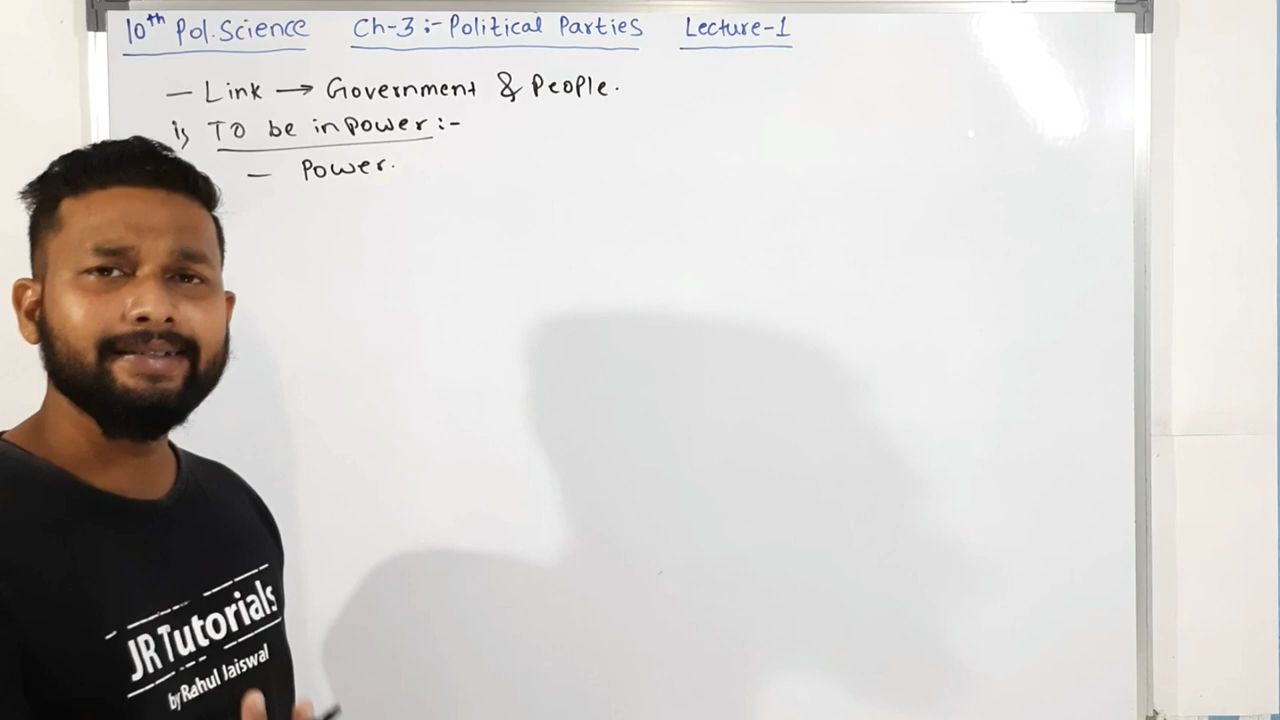 10th Pol. Science Ch-3 :- Political Parties Lecture-1
— Link → Government & People.
i, To be in power :-
— Power.
JR Tutorials
by Rahul Jaiswal